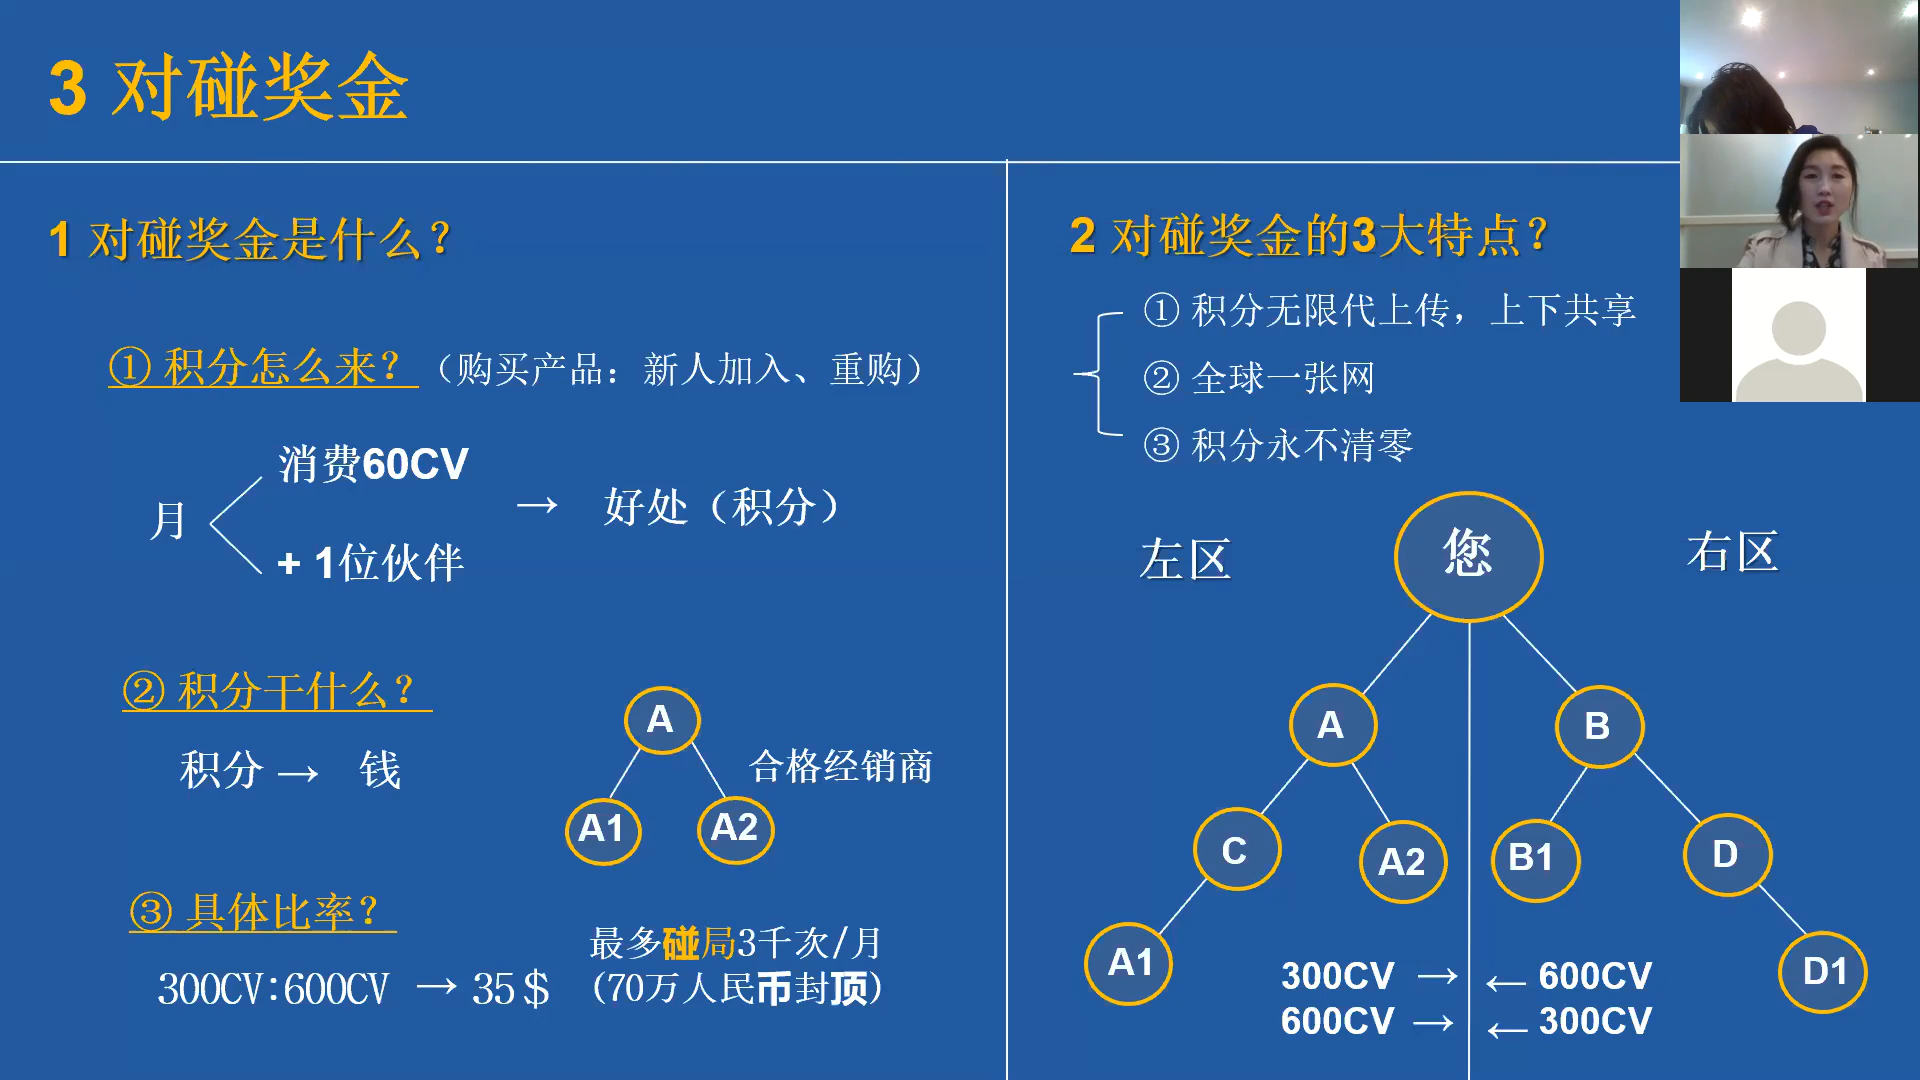 3 对碰奖金
1 对碰奖金是什么？
① 积分怎么来？（购买产品：新人加入、重购）
消费60CV
月
→ 好处（积分）
+ 1位伙伴
② 积分干什么？
积分 → 钱
A
A1
A2
合格经销商
③ 具体比率？
300CV:600CV → 35$
最多碰局3千次/月
(70万人民币封顶)
2 对碰奖金的3大特点？
① 积分无限代上传，上下共享
② 全球一张网
③ 积分永不清零
左区
您
右区
A
B
C
A2
B1
D
A1
D1
300CV → ← 600CV
600CV → ← 300CV